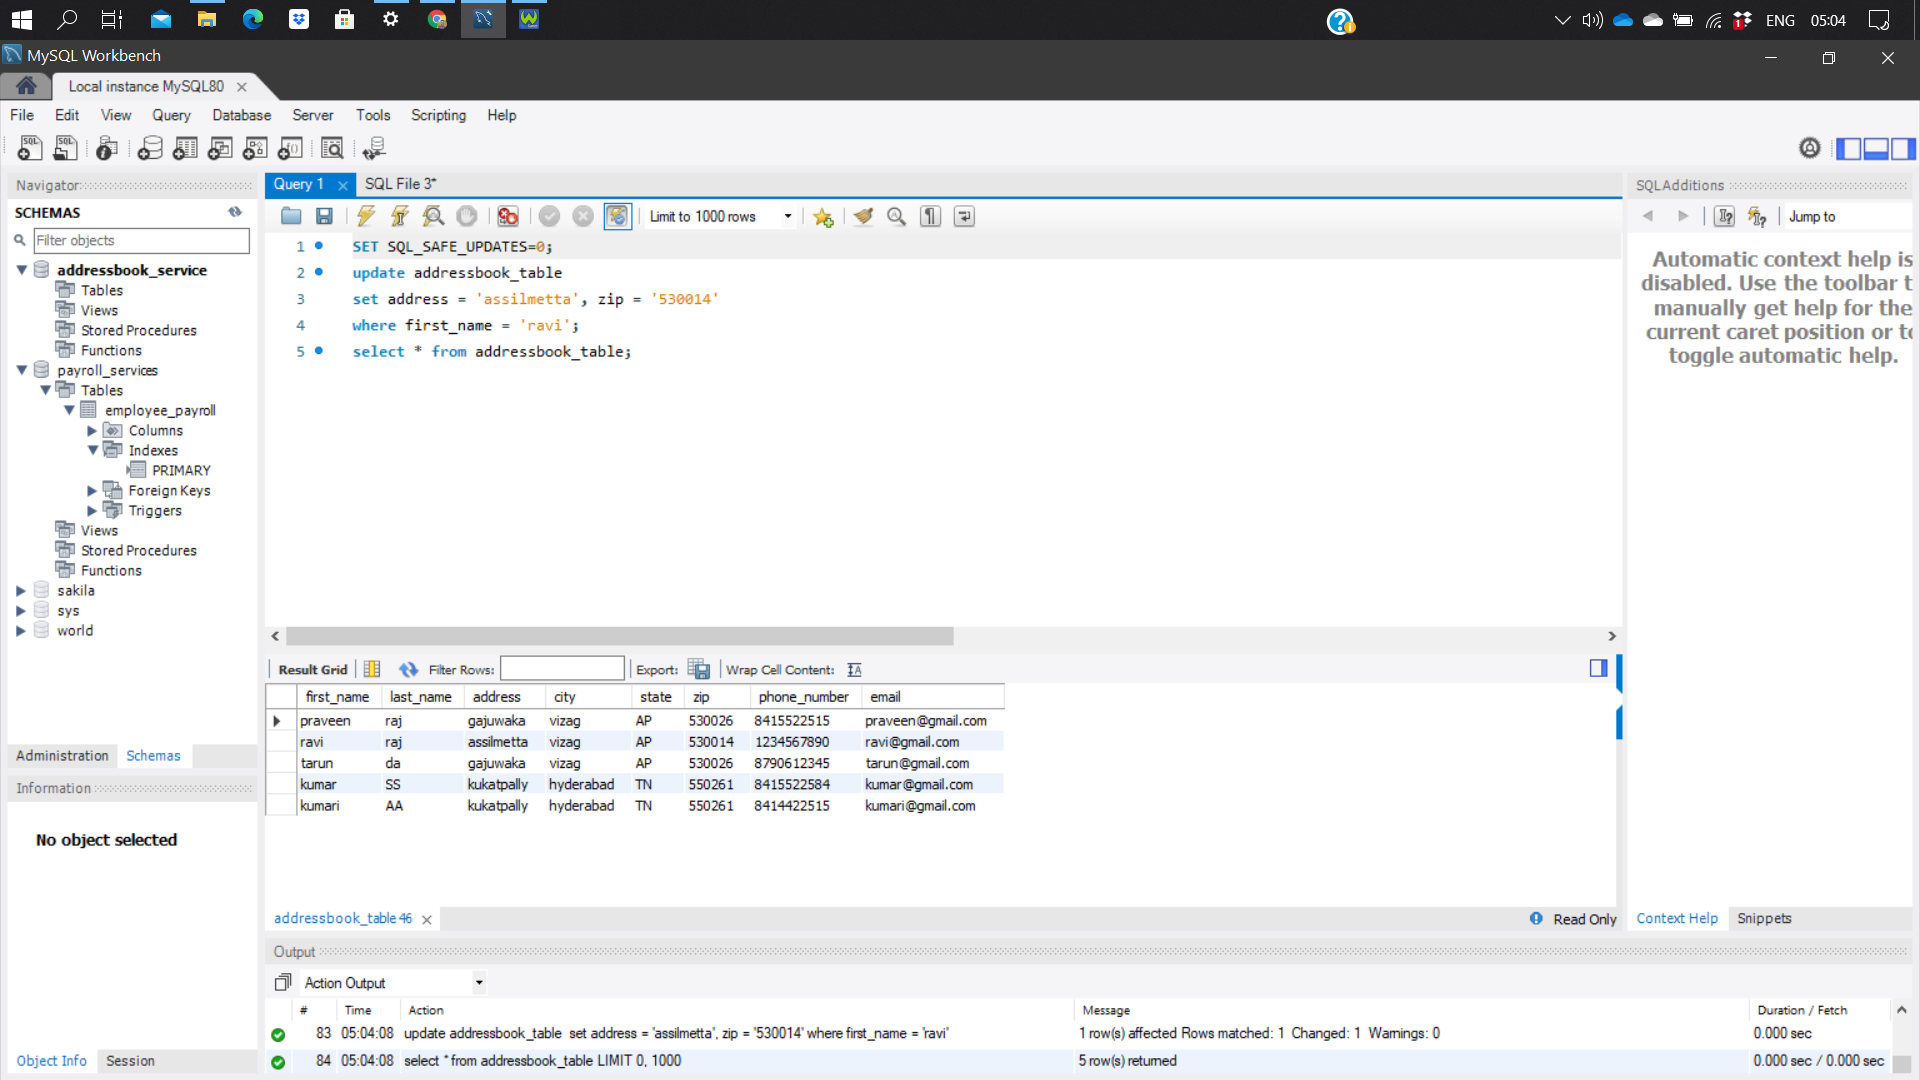 ENG 05:04
MySQL Workbench
Local instance MySQL80
File Edit View Query Database Server Tools Scripting Help
Navigator
SCHEMAS
Filter objects
addressbook_service
Tables
Views
Stored Procedures
Functions
payroll_services
Tables
employee_payroll
Columns
Indexes
PRIMARY
Foreign Keys
Triggers
Views
Stored Procedures
Functions
sakila
sys
world
Administration Schemas
Information
No object selected
Object Info Session
Query 1 SQL File 3*
Limit to 1000 rows
1 SET SQL_SAFE_UPDATES=0;
2 update addressbook_table
3 set address = 'assilmetta', zip = '530014'
4 where first_name = 'ravi';
5 select * from addressbook_table;
Result Grid Filter Rows: Export: Wrap Cell Content:
first_name last_name address city state zip phone_number email
praveen raj gajuwaka vizag AP 530026 8415522515 praveen@gmail.com
ravi raj assilmetta vizag AP 530014 1234567890 ravi@gmail.com
tarun da gajuwaka vizag AP 530026 8790612345 tarun@gmail.com
kumar SS kukatpally hyderabad TN 550261 8415522584 kumar@gmail.com
kumari AA kukatpally hyderabad TN 550261 8414422515 kumari@gmail.com
addressbook_table 46
Read Only
SQLAdditions
Jump to
Automatic context help is
disabled. Use the toolbar t
manually get help for the
current caret position or to
toggle automatic help.
Context Help Snippets
Output
Action Output
# Time Action Message Duration / Fetch
83 05:04:08 update addressbook_table set address = 'assilmetta', zip = '530014' where first_name = 'ravi' 1 row(s) affected Rows matched: 1 Changed: 1 Warnings: 0 0.000 sec
84 05:04:08 select * from addressbook_table LIMIT 0, 1000 5 row(s) returned 0.000 sec / 0.000 sec